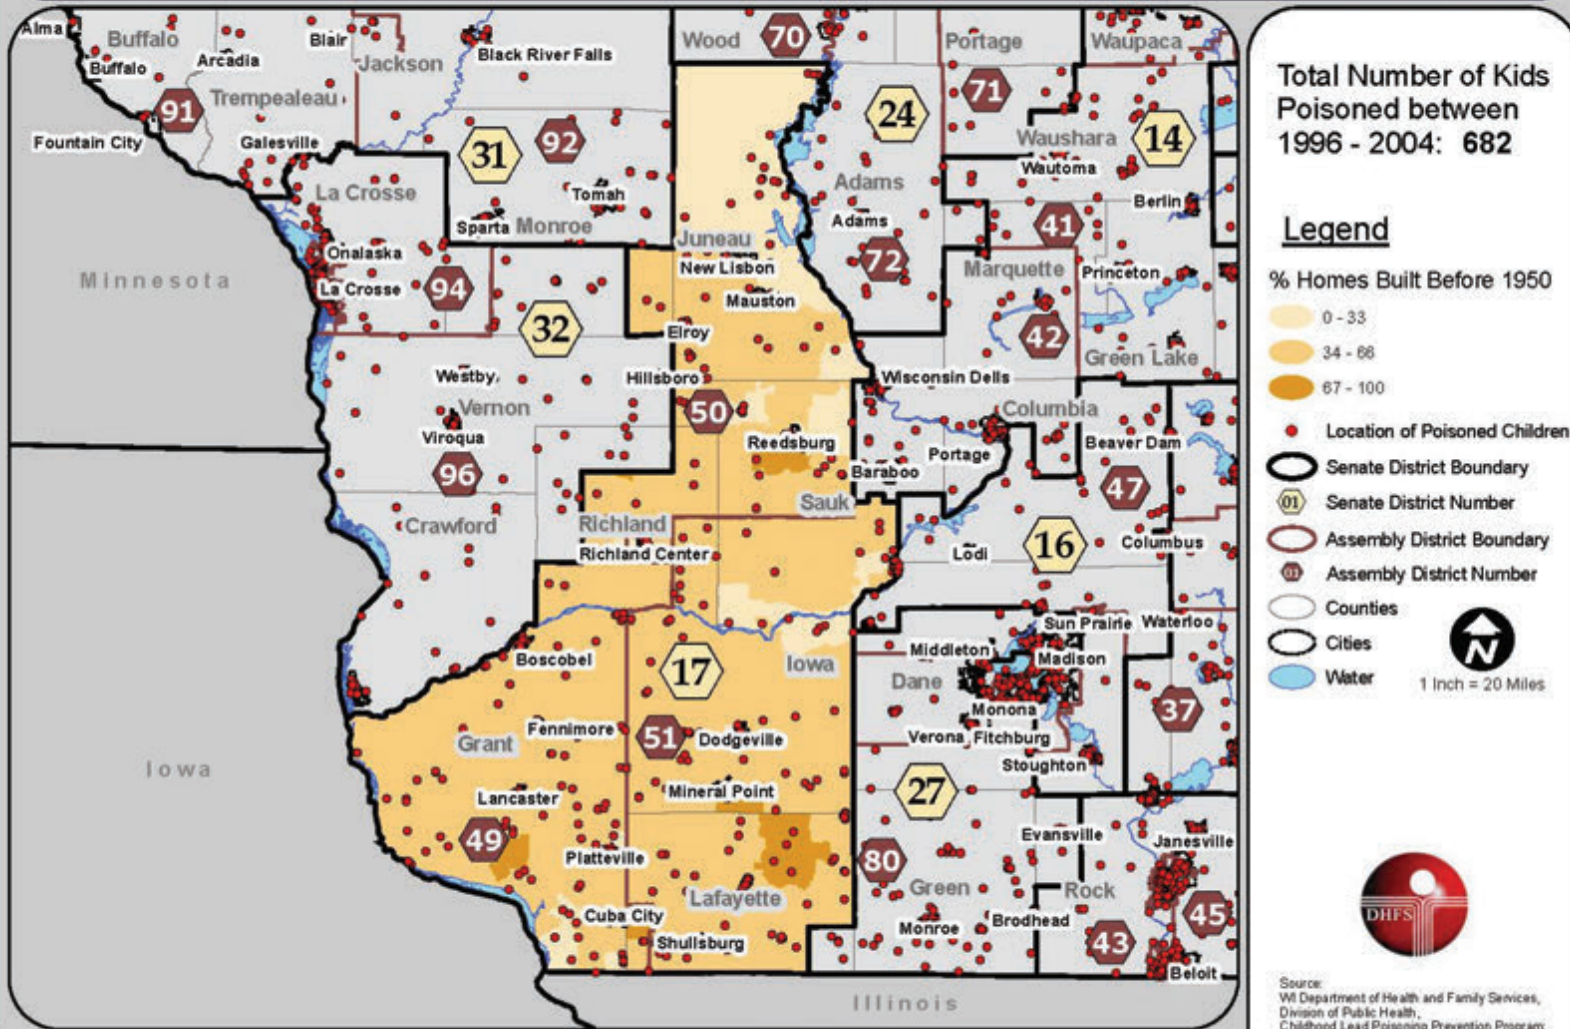 Alma
Buffalo
Blair
Jackson
Black River Falls
Wood
70
Portage
Waupaca
Buffalo
Arcadia
91
Trempealeau
71
24
Fountain City
Galesville
31
92
Waushara
14
La Crosse
Tomah
Adams
Wautoma
Sparta
Monroe
Adams
Berlin
41
Onalaska
Juneau
New Lisbon
72
Marquette
Princeton
Minnesota
La Crosse
94
Mauston
32
Elroy
42
Green Lake
Westby
Hillsboro
Wisconsin Dells
Vernon
50
Columbia
Viroqua
Reedsburg
Portage
Beaver Dam
96
Baraboo
47
Crawford
Richland
Sauk
Richland Center
Lodi
16
Columbus
Sun Prairie
Waterloo
Boscobel
17
Iowa
Middleton
Madison
Dane
Monona
37
Grant
Fennimore
51
Dodgeville
Verona
Fitchburg
Stoughton
Iowa
Lancaster
Mineral Point
27
49
Platteville
80
Evansville
Janesville
Lafayette
Green
Rock
Cuba City
Shullsburg
Monroe
Brodhead
45
43
Beloit
Illinois
Total Number of Kids
Poisoned between
1996 - 2004: 682
Legend
% Homes Built Before 1950
0 - 33
34 - 66
67 - 100
Location of Poisoned Children
Senate District Boundary
01 Senate District Number
Assembly District Boundary
01 Assembly District Number
Counties
Cities
Water
N
1 Inch = 20 Miles
DHFS
Source:
WI Department of Health and Family Services,
Division of Public Health,
Childhood Lead Poisoning Prevention Program